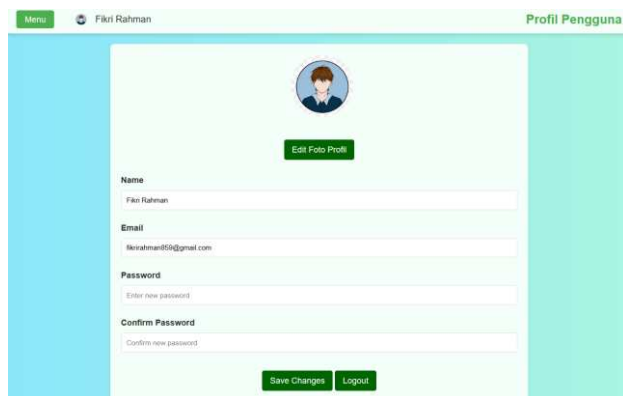 Menu
Fikri Rahman
Profil Pengguna
Edit Foto Profil
Name
Fikri Rahman
Email
fikrirahman859@gmail.com
Password
Enter new password
Confirm Password
Confirm new password
Save Changes
Logout